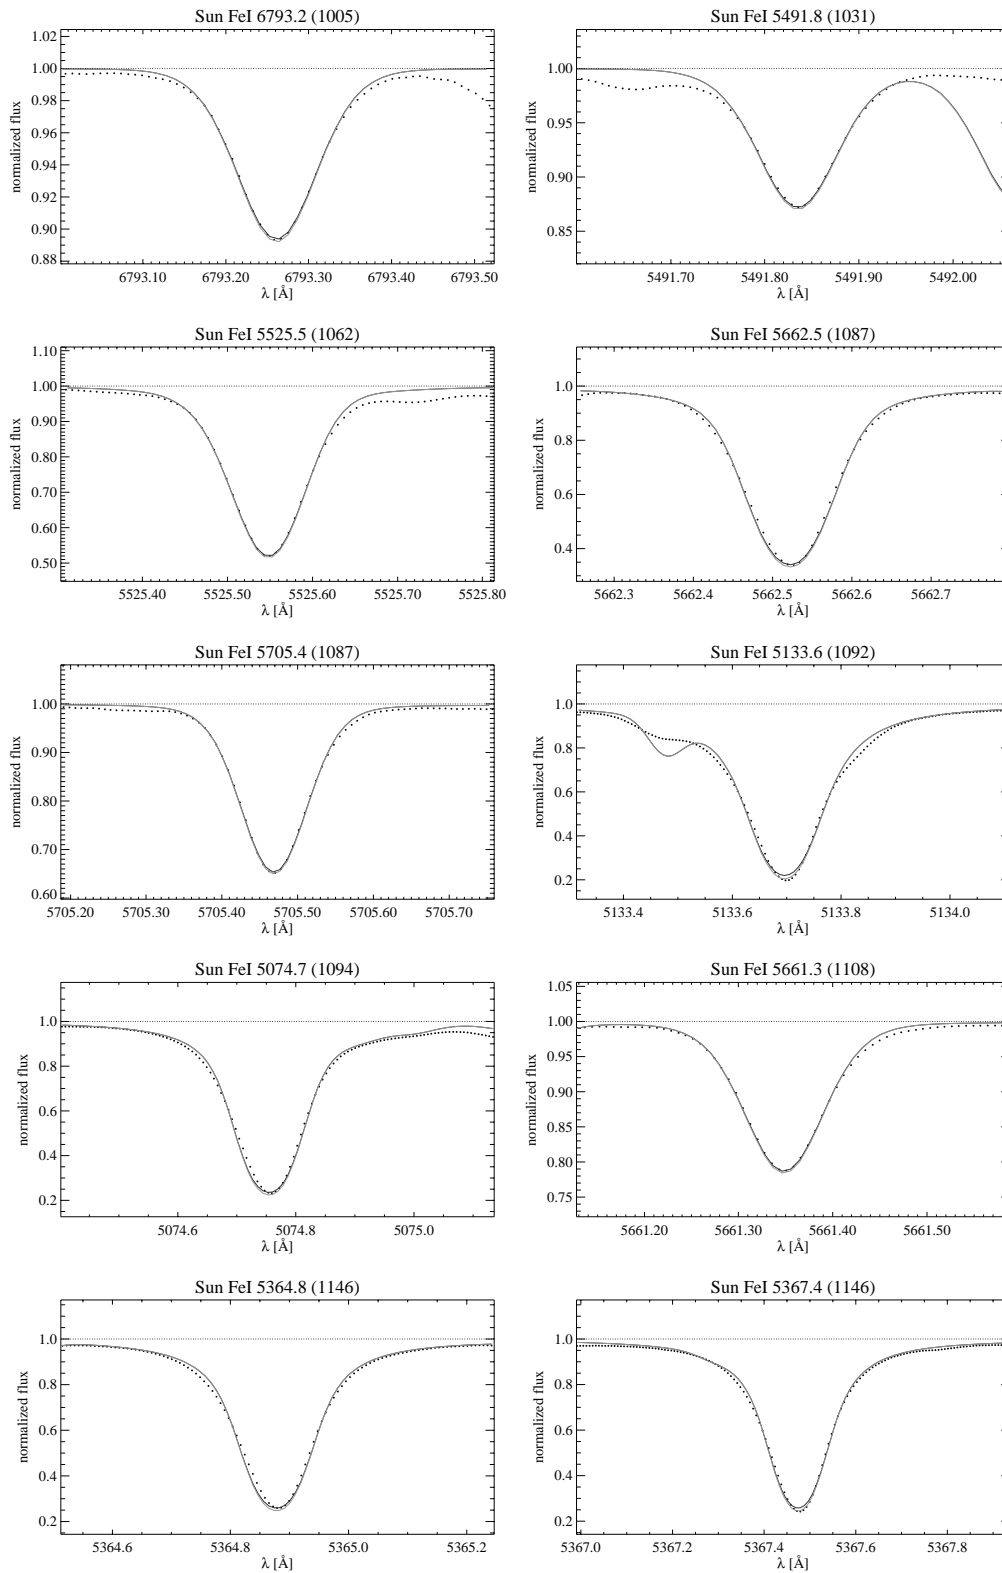 Sun FeI 6793.2 (1005)
normalized flux
1.02
1.00
0.98
0.96
0.94
0.92
0.90
0.88
6793.10 6793.20 6793.30 6793.40 6793.50
λ [Å]
Sun FeI 5491.8 (1031)
normalized flux
1.00
0.95
0.90
0.85
5491.70 5491.80 5491.90 5492.00
λ [Å]
Sun FeI 5525.5 (1062)
normalized flux
1.10
1.00
0.90
0.80
0.70
0.60
0.50
5525.40 5525.50 5525.60 5525.70 5525.80
λ [Å]
Sun FeI 5662.5 (1087)
normalized flux
1.0
0.8
0.6
0.4
5662.3 5662.4 5662.5 5662.6 5662.7
λ [Å]
Sun FeI 5705.4 (1087)
normalized flux
1.00
0.90
0.80
0.70
0.60
5705.20 5705.30 5705.40 5705.50 5705.60 5705.70
λ [Å]
Sun FeI 5133.6 (1092)
normalized flux
1.0
0.8
0.6
0.4
0.2
5133.4 5133.6 5133.8 5134.0
λ [Å]
Sun FeI 5074.7 (1094)
normalized flux
1.0
0.8
0.6
0.4
0.2
5074.6 5074.8 5075.0
λ [Å]
Sun FeI 5661.3 (1108)
normalized flux
1.05
1.00
0.95
0.90
0.85
0.80
0.75
5661.20 5661.30 5661.40 5661.50
λ [Å]
Sun FeI 5364.8 (1146)
normalized flux
1.0
0.8
0.6
0.4
0.2
5364.6 5364.8 5365.0 5365.2
λ [Å]
Sun FeI 5367.4 (1146)
normalized flux
1.0
0.8
0.6
0.4
0.2
5367.0 5367.2 5367.4 5367.6 5367.8
λ [Å]